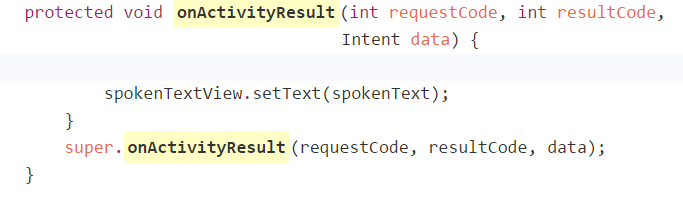 protected void onActivityResult(int requestCode, int resultCode,
Intent data) {
spokenTextView.setText(spokenText);
}
super.onActivityResult(requestCode, resultCode, data);
}